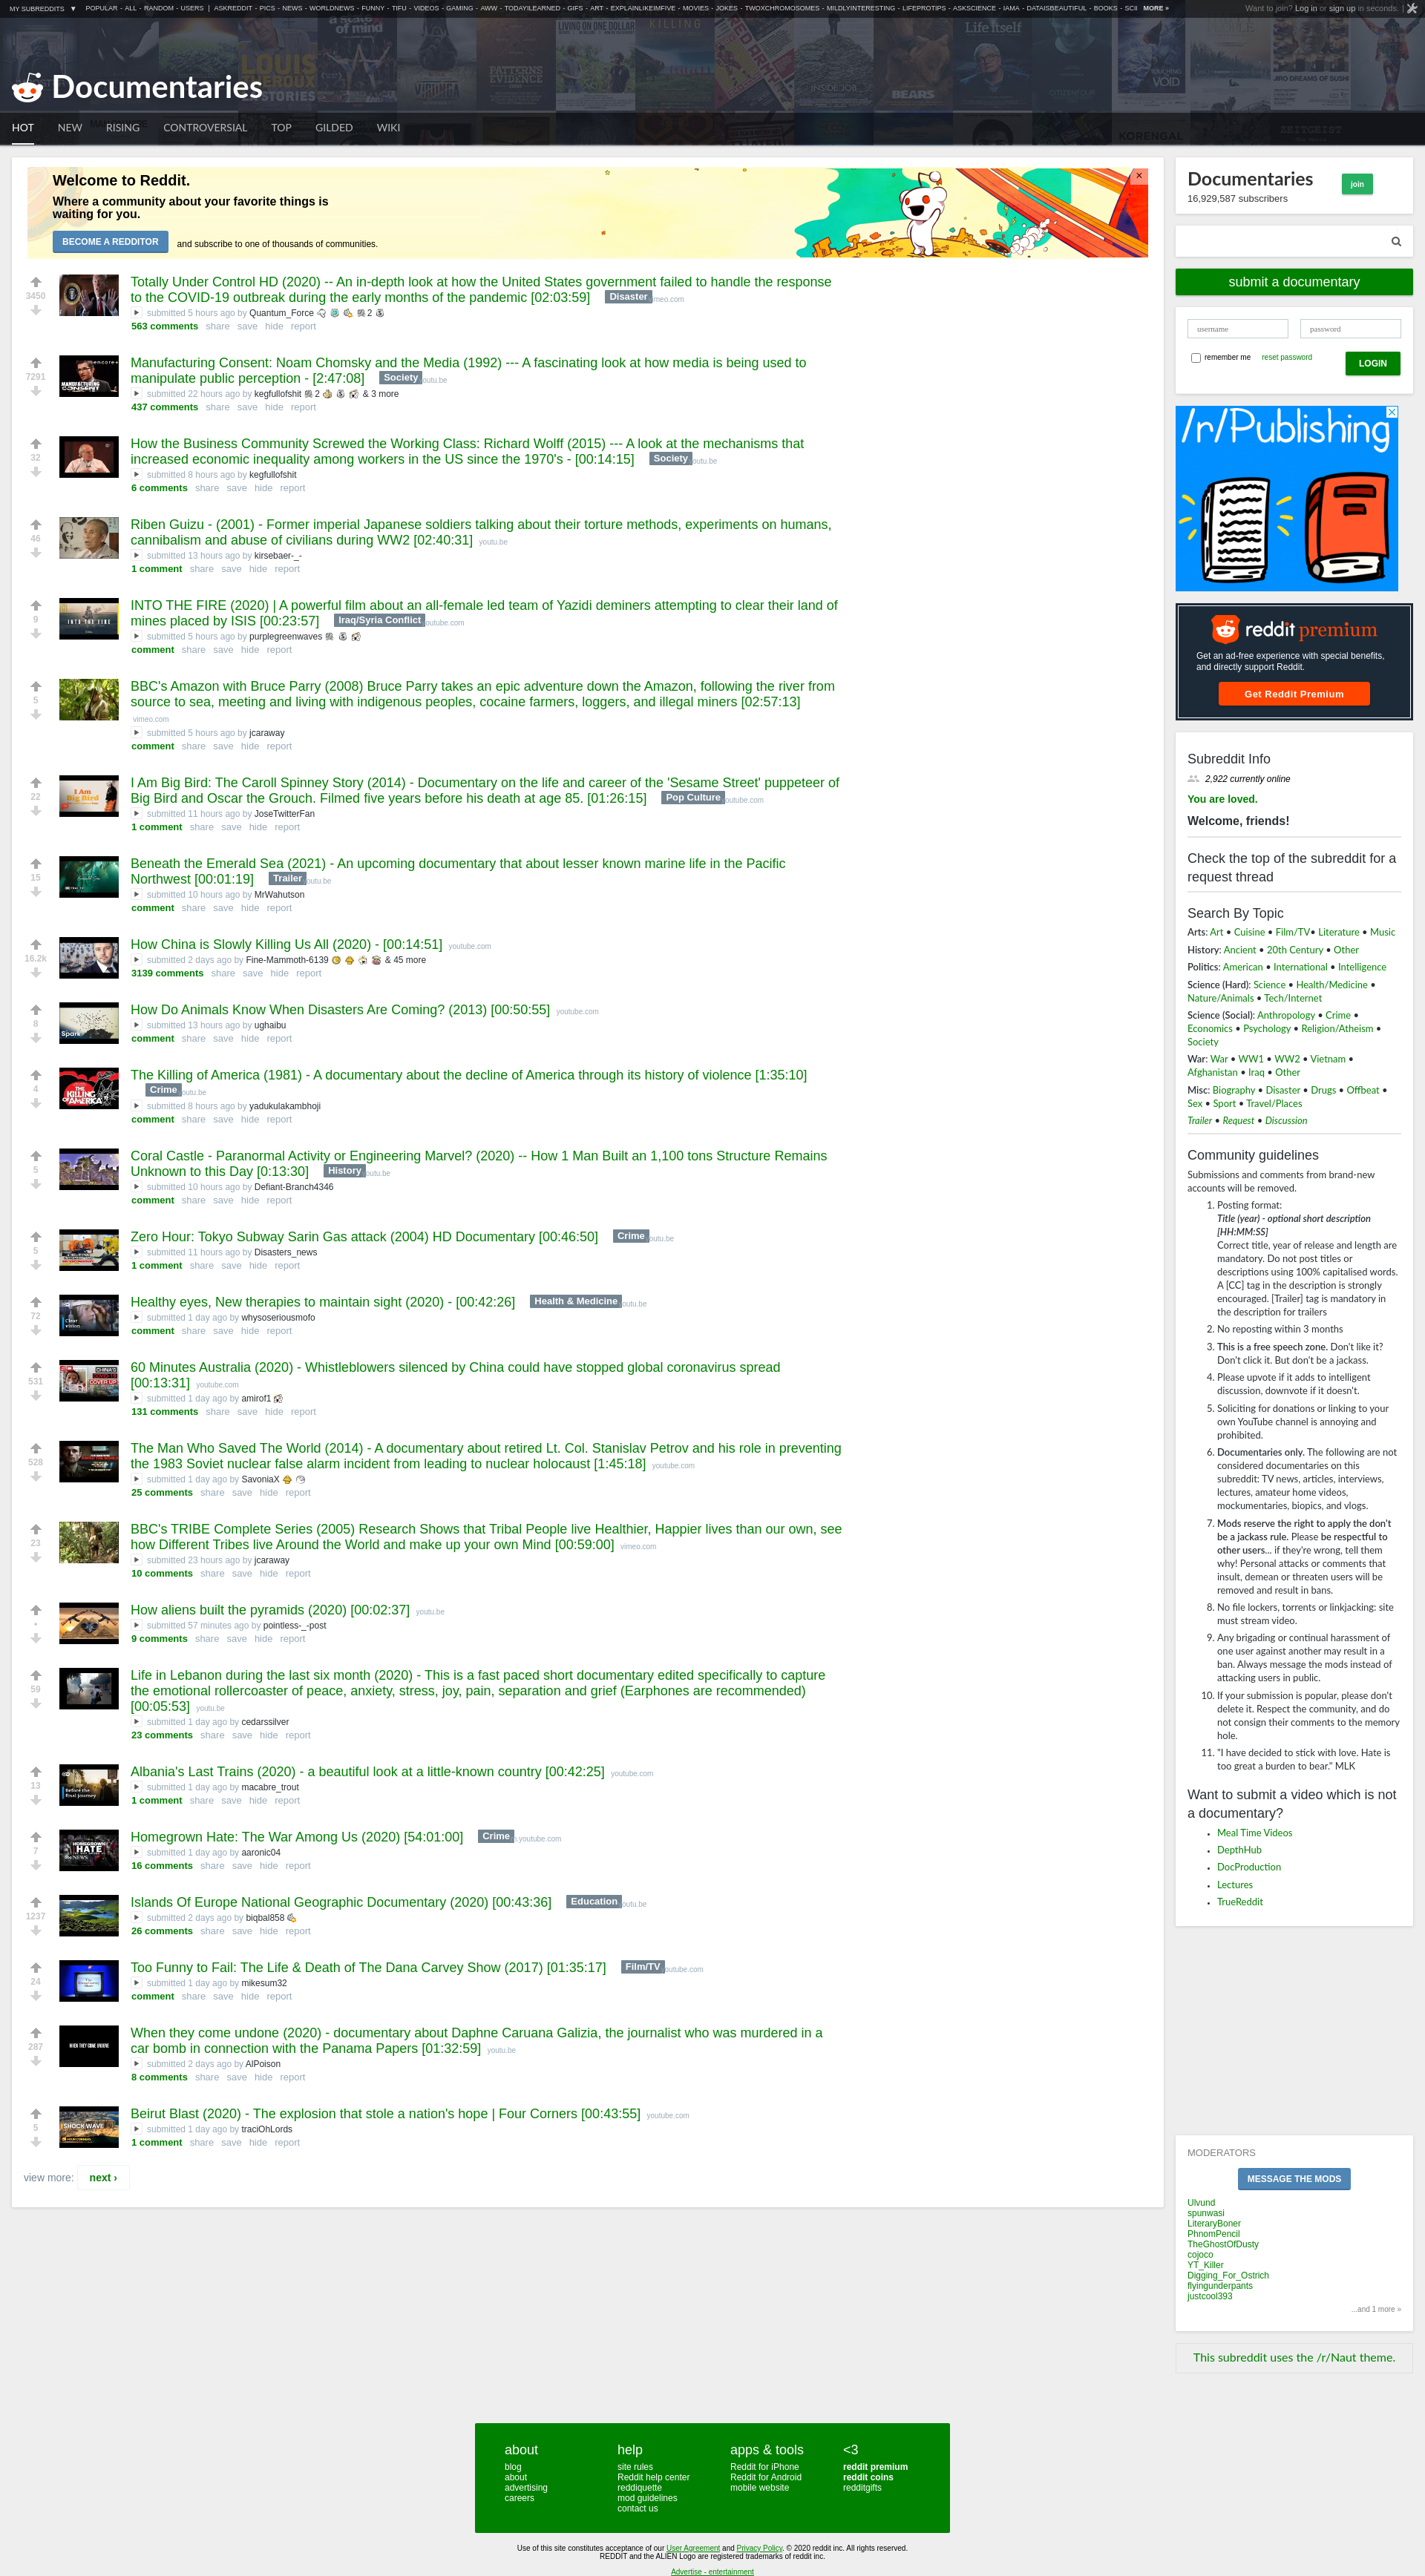 MY SUBREDDITS ▼ POPULAR - ALL - RANDOM - USERS | ASKREDDIT - PICS - NEWS - WORLDNEWS - FUNNY - TIFU - VIDEOS - GAMING - AWW - TODAYILEARNED - GIFS - ART - EXPLAINLIKEIMFIVE - MOVIES - JOKES - TWOXCHROMOSOMES - MILDLYINTERESTING - LIFEPROTIPS - ASKSCIENCE - IAMA - DATAISBEAUTIFUL - BOOKS - SCII MORE »
Want to join? Log in or sign up in seconds. |
Documentaries
HOT NEW RISING CONTROVERSIAL TOP GILDED WIKI
Welcome to Reddit.
Where a community about your favorite things is
waiting for you.
BECOME A REDDITOR and subscribe to one of thousands of communities.
3450
Totally Under Control HD (2020) -- An in-depth look at how the United States government failed to handle the response
to the COVID-19 outbreak during the early months of the pandemic [02:03:59] Disaster imeo.com
submitted 5 hours ago by Quantum_Force 2
563 comments share save hide report
7291
Manufacturing Consent: Noam Chomsky and the Media (1992) --- A fascinating look at how media is being used to
manipulate public perception - [2:47:08] Society outu.be
submitted 22 hours ago by kegfullofshit 2 & 3 more
437 comments share save hide report
32
How the Business Community Screwed the Working Class: Richard Wolff (2015) --- A look at the mechanisms that
increased economic inequality among workers in the US since the 1970's - [00:14:15] Society outu.be
submitted 8 hours ago by kegfullofshit
6 comments share save hide report
46
Riben Guizu - (2001) - Former imperial Japanese soldiers talking about their torture methods, experiments on humans,
cannibalism and abuse of civilians during WW2 [02:40:31] youtu.be
submitted 13 hours ago by kirsebaer-_-
1 comment share save hide report
9
INTO THE FIRE (2020) | A powerful film about an all-female led team of Yazidi deminers attempting to clear their land of
mines placed by ISIS [00:23:57] Iraq/Syria Conflict outube.com
submitted 5 hours ago by purplegreenwaves
comment share save hide report
5
BBC's Amazon with Bruce Parry (2008) Bruce Parry takes an epic adventure down the Amazon, following the river from
source to sea, meeting and living with indigenous peoples, cocaine farmers, loggers, and illegal miners [02:57:13]
vimeo.com
submitted 5 hours ago by jcaraway
comment share save hide report
22
I Am Big Bird: The Caroll Spinney Story (2014) - Documentary on the life and career of the 'Sesame Street' puppeteer of
Big Bird and Oscar the Grouch. Filmed five years before his death at age 85. [01:26:15] Pop Culture outube.com
submitted 11 hours ago by JoseTwitterFan
1 comment share save hide report
15
Beneath the Emerald Sea (2021) - An upcoming documentary that about lesser known marine life in the Pacific
Northwest [00:01:19] Trailer outu.be
submitted 10 hours ago by MrWahutson
comment share save hide report
16.2k
How China is Slowly Killing Us All (2020) - [00:14:51] youtube.com
submitted 2 days ago by Fine-Mammoth-6139 & 45 more
3139 comments share save hide report
8
How Do Animals Know When Disasters Are Coming? (2013) [00:50:55] youtube.com
submitted 13 hours ago by ughaibu
comment share save hide report
4
The Killing of America (1981) - A documentary about the decline of America through its history of violence [1:35:10]
Crime outu.be
submitted 8 hours ago by yadukulakambhoji
comment share save hide report
5
Coral Castle - Paranormal Activity or Engineering Marvel? (2020) -- How 1 Man Built an 1,100 tons Structure Remains
Unknown to this Day [0:13:30] History outu.be
submitted 10 hours ago by Defiant-Branch4346
comment share save hide report
5
Zero Hour: Tokyo Subway Sarin Gas attack (2004) HD Documentary [00:46:50] Crime outu.be
submitted 11 hours ago by Disasters_news
1 comment share save hide report
72
Healthy eyes, New therapies to maintain sight (2020) - [00:42:26] Health & Medicine outu.be
submitted 1 day ago by whysoseriousmofo
comment share save hide report
531
60 Minutes Australia (2020) - Whistleblowers silenced by China could have stopped global coronavirus spread
[00:13:31] youtube.com
submitted 1 day ago by amirof1
131 comments share save hide report
528
The Man Who Saved The World (2014) - A documentary about retired Lt. Col. Stanislav Petrov and his role in preventing
the 1983 Soviet nuclear false alarm incident from leading to nuclear holocaust [1:45:18] youtube.com
submitted 1 day ago by SavoniaX
25 comments share save hide report
23
BBC's TRIBE Complete Series (2005) Research Shows that Tribal People live Healthier, Happier lives than our own, see
how Different Tribes live Around the World and make up your own Mind [00:59:00] vimeo.com
submitted 23 hours ago by jcaraway
10 comments share save hide report
•
How aliens built the pyramids (2020) [00:02:37] youtu.be
submitted 57 minutes ago by pointless-_-post
9 comments share save hide report
59
Life in Lebanon during the last six month (2020) - This is a fast paced short documentary edited specifically to capture
the emotional rollercoaster of peace, anxiety, stress, joy, pain, separation and grief (Earphones are recommended)
[00:05:53] youtu.be
submitted 1 day ago by cedarssilver
23 comments share save hide report
13
Albania's Last Trains (2020) - a beautiful look at a little-known country [00:42:25] youtube.com
submitted 1 day ago by macabre_trout
1 comment share save hide report
7
Homegrown Hate: The War Among Us (2020) [54:01:00] Crime .youtube.com
submitted 1 day ago by aaronic04
16 comments share save hide report
1237
Islands Of Europe National Geographic Documentary (2020) [00:43:36] Education outu.be
submitted 2 days ago by biqbal858
26 comments share save hide report
24
Too Funny to Fail: The Life & Death of The Dana Carvey Show (2017) [01:35:17] Film/TV outube.com
submitted 1 day ago by mikesum32
comment share save hide report
287
When they come undone (2020) - documentary about Daphne Caruana Galizia, the journalist who was murdered in a
car bomb in connection with the Panama Papers [01:32:59] youtu.be
submitted 2 days ago by AlPoison
8 comments share save hide report
5
Beirut Blast (2020) - The explosion that stole a nation's hope | Four Corners [00:43:55] youtube.com
submitted 1 day ago by traciOhLords
1 comment share save hide report
view more: next ›
Documentaries join
16,929,587 subscribers
submit a documentary
username password
remember me reset password LOGIN
/r/Publishing
reddit premium
Get an ad-free experience with special benefits,
and directly support Reddit.
Get Reddit Premium
Subreddit Info
2,922 currently online
You are loved.
Welcome, friends!
Check the top of the subreddit for a
request thread
Search By Topic
Arts: Art • Cuisine • Film/TV• Literature • Music
History: Ancient • 20th Century • Other
Politics: American • International • Intelligence
Science (Hard): Science • Health/Medicine •
Nature/Animals • Tech/Internet
Science (Social): Anthropology • Crime •
Economics • Psychology • Religion/Atheism •
Society
War: War • WW1 • WW2 • Vietnam •
Afghanistan • Iraq • Other
Misc: Biography • Disaster • Drugs • Offbeat •
Sex • Sport • Travel/Places
Trailer • Request • Discussion
Community guidelines
Submissions and comments from brand-new
accounts will be removed.
1. Posting format:
Title (year) - optional short description
[HH:MM:SS]
Correct title, year of release and length are
mandatory. Do not post titles or
descriptions using 100% capitalised words.
A [CC] tag in the description is strongly
encouraged. [Trailer] tag is mandatory in
the description for trailers
2. No reposting within 3 months
3. This is a free speech zone. Don't like it?
Don't click it. But don't be a jackass.
4. Please upvote if it adds to intelligent
discussion, downvote if it doesn't.
5. Soliciting for donations or linking to your
own YouTube channel is annoying and
prohibited.
6. Documentaries only. The following are not
considered documentaries on this
subreddit: TV news, articles, interviews,
lectures, amateur home videos,
mockumentaries, biopics, and vlogs.
7. Mods reserve the right to apply the don't
be a jackass rule. Please be respectful to
other users... if they're wrong, tell them
why! Personal attacks or comments that
insult, demean or threaten users will be
removed and result in bans.
8. No file lockers, torrents or linkjacking: site
must stream video.
9. Any brigading or continual harassment of
one user against another may result in a
ban. Always message the mods instead of
attacking users in public.
10. If your submission is popular, please don't
delete it. Respect the community, and do
not consign their comments to the memory
hole.
11. "I have decided to stick with love. Hate is
too great a burden to bear." MLK
Want to submit a video which is not
a documentary?
• Meal Time Videos
• DepthHub
• DocProduction
• Lectures
• TrueReddit
MODERATORS
MESSAGE THE MODS
Ulvund
spunwasi
LiteraryBoner
PhnomPencil
TheGhostOfDusty
cojoco
YT_Killer
Digging_For_Ostrich
flyingunderpants
justcool393
...and 1 more »
This subreddit uses the /r/Naut theme.
about
blog
about
advertising
careers
help
site rules
Reddit help center
reddiquette
mod guidelines
contact us
apps & tools
Reddit for iPhone
Reddit for Android
mobile website
<3
reddit premium
reddit coins
redditgifts
Use of this site constitutes acceptance of our User Agreement and Privacy Policy. © 2020 reddit inc. All rights reserved.
REDDIT and the ALIEN Logo are registered trademarks of reddit inc.
Advertise - entertainment